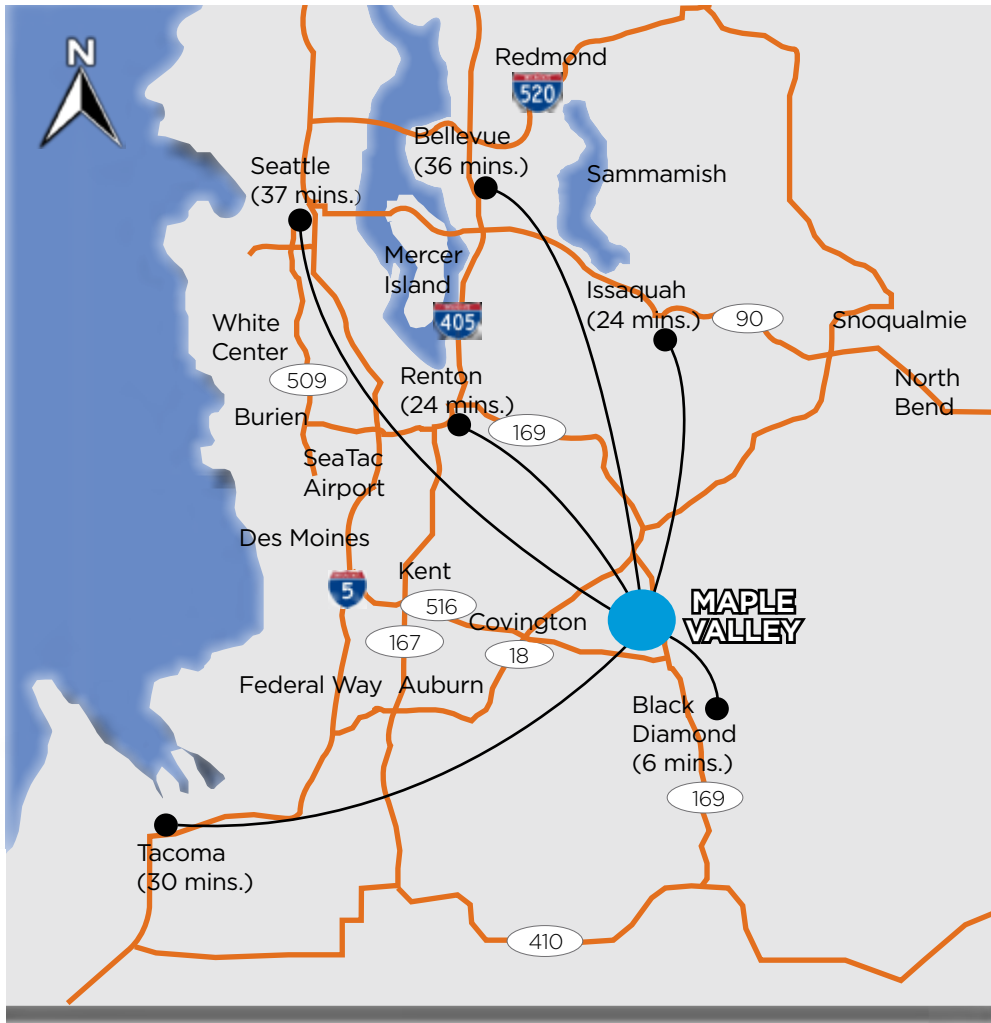 N
Redmond
520
Bellevue
(36 mins.)
Seattle
(37 mins.)
Sammamish
Mercer
Island
Issaquah
(24 mins.)
405
90
Snoqualmie
White
Center
North
Bend
509
Renton
(24 mins.)
Burien
169
SeaTac
Airport
Des Moines
Kent
5
516
MAPLE
VALLEY
Covington
167
18
Federal Way
Auburn
Black
Diamond
(6 mins.)
169
Tacoma
(30 mins.)
410